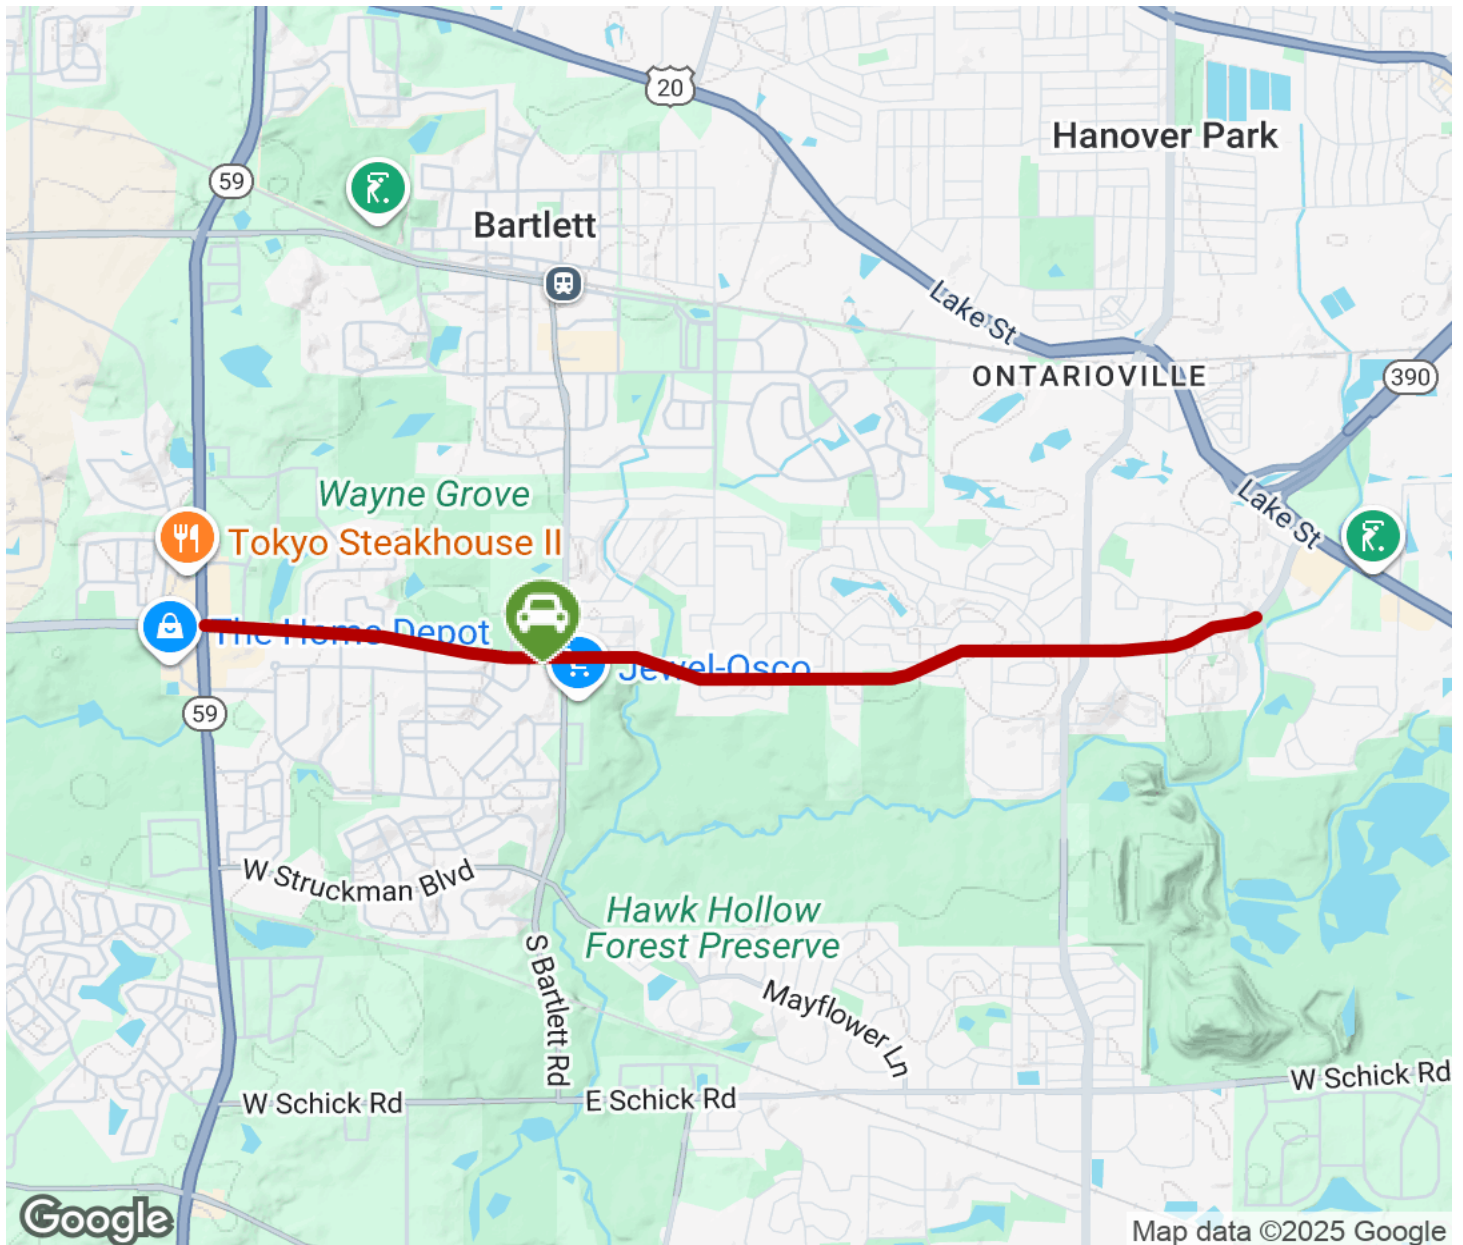 20
Hanover Park
59
Bartlett
Lake St
ONTARIOVILLE
390
Wayne Grove
Lake St
Tokyo Steakhouse II
The Home Depot
Jewel-Osco
59
W Struckman Blvd
Hawk Hollow
Forest Preserve
S Bartlett Rd
Mayflower Ln
W Schick Rd
W Schick Rd
E Schick Rd
Google
Map data ©2025 Google